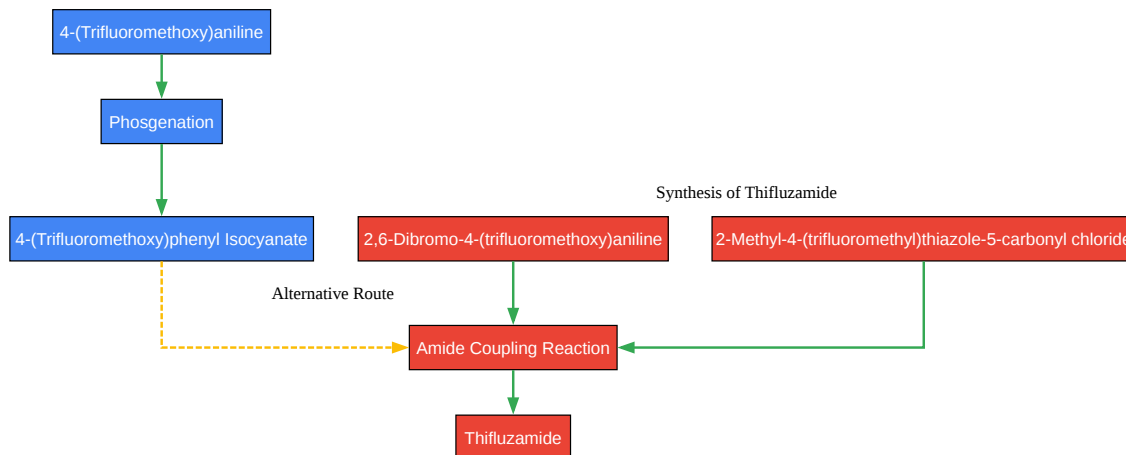 4-(Trifluoromethoxy)aniline
Phosgenation
Synthesis of Thifluzamide
4-(Trifluoromethoxy)phenyl Isocyanate
2,6-Dibromo-4-(trifluoromethoxy)aniline
2-Methyl-4-(trifluoromethyl)thiazole-5-carbonyl chloride
Alternative Route
Amide Coupling Reaction
Thifluzamide